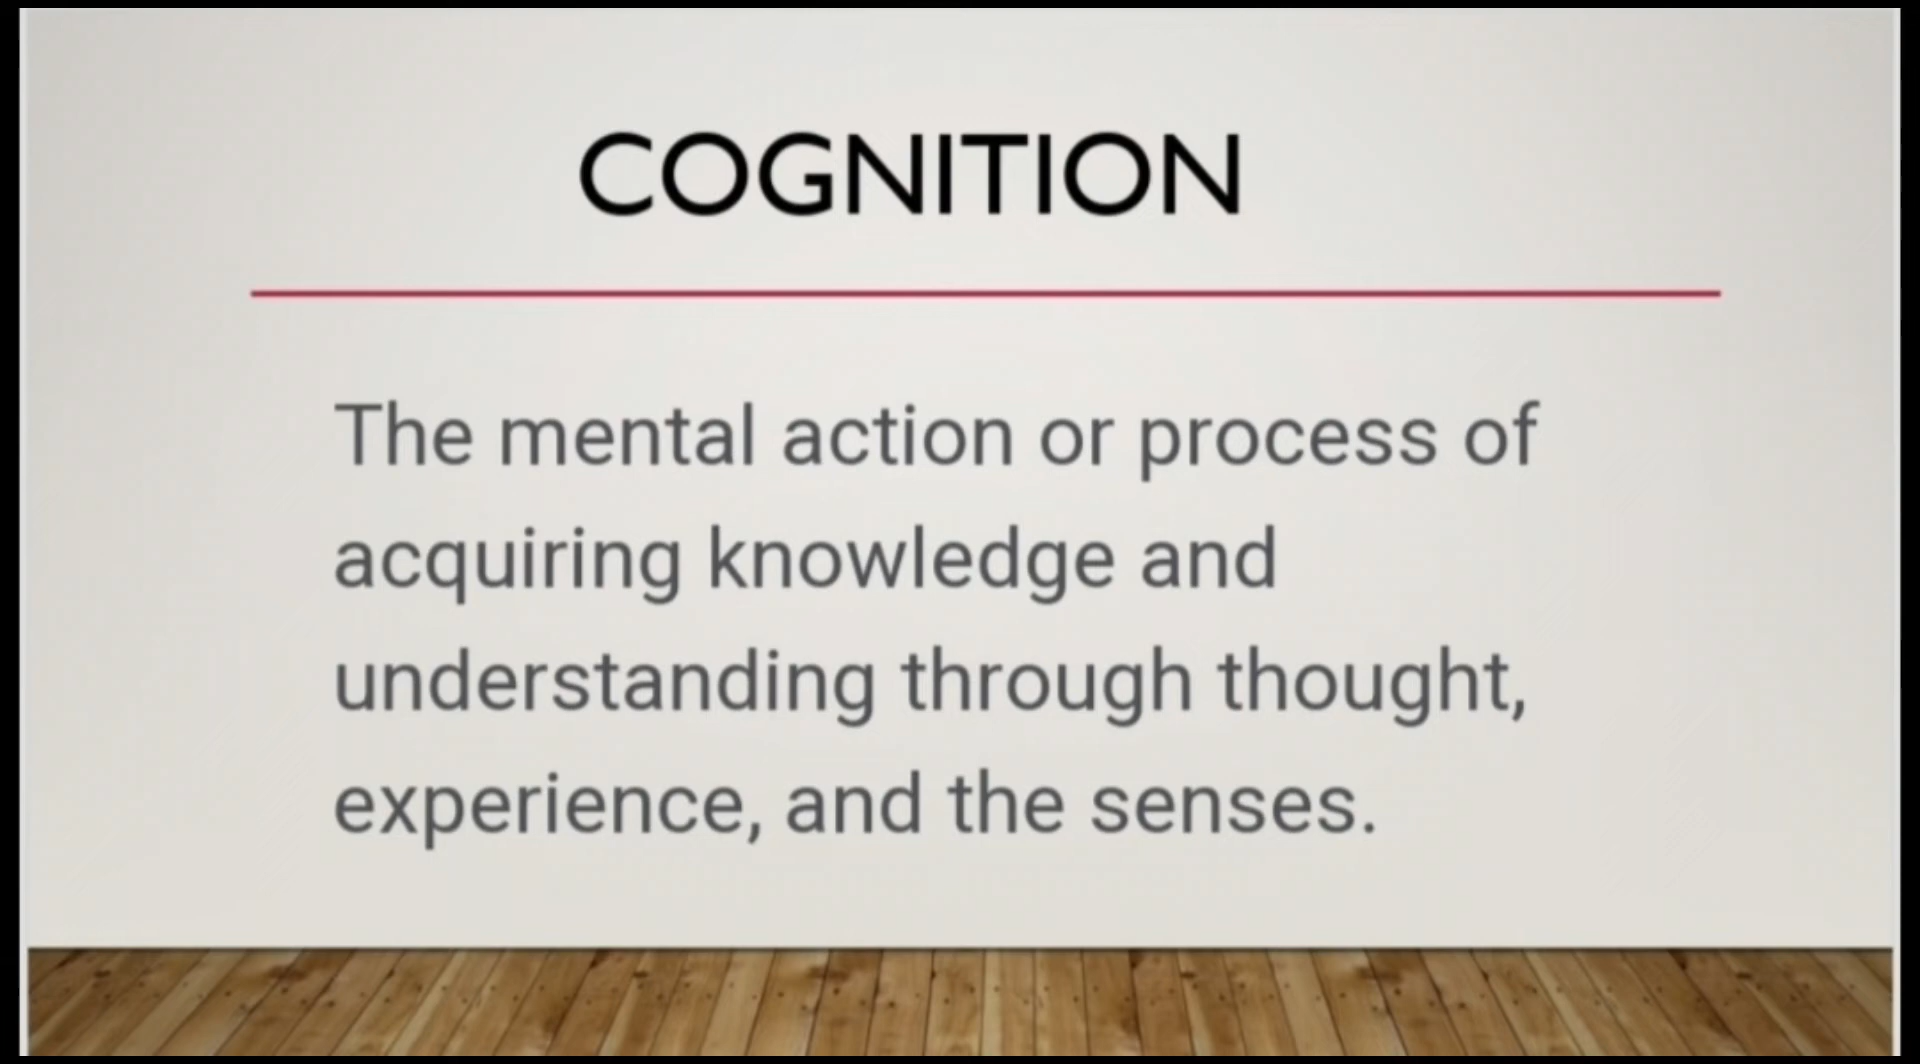 COGNITION
The mental action or process of
acquiring knowledge and
understanding through thought,
experience, and the senses.